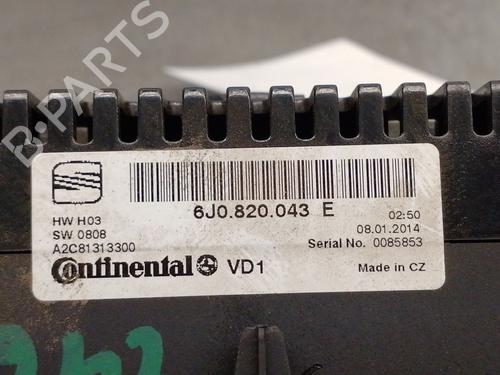 B-PARTS
6J0.820.043 E
HW H03
SW 0808
A2C81313300
02:50
08.01.2014
Serial No. 0085853
Continental VD1
Made in CZ